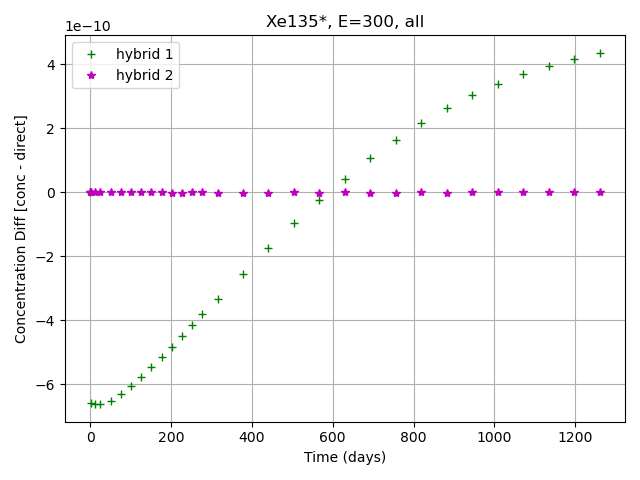 Xe135*, E=300, all
1e−10
hybrid 1
hybrid 2
4
2
0
−2
−4
−6
Concentration Diff [conc - direct]
0 200 400 600 800 1000 1200
Time (days)